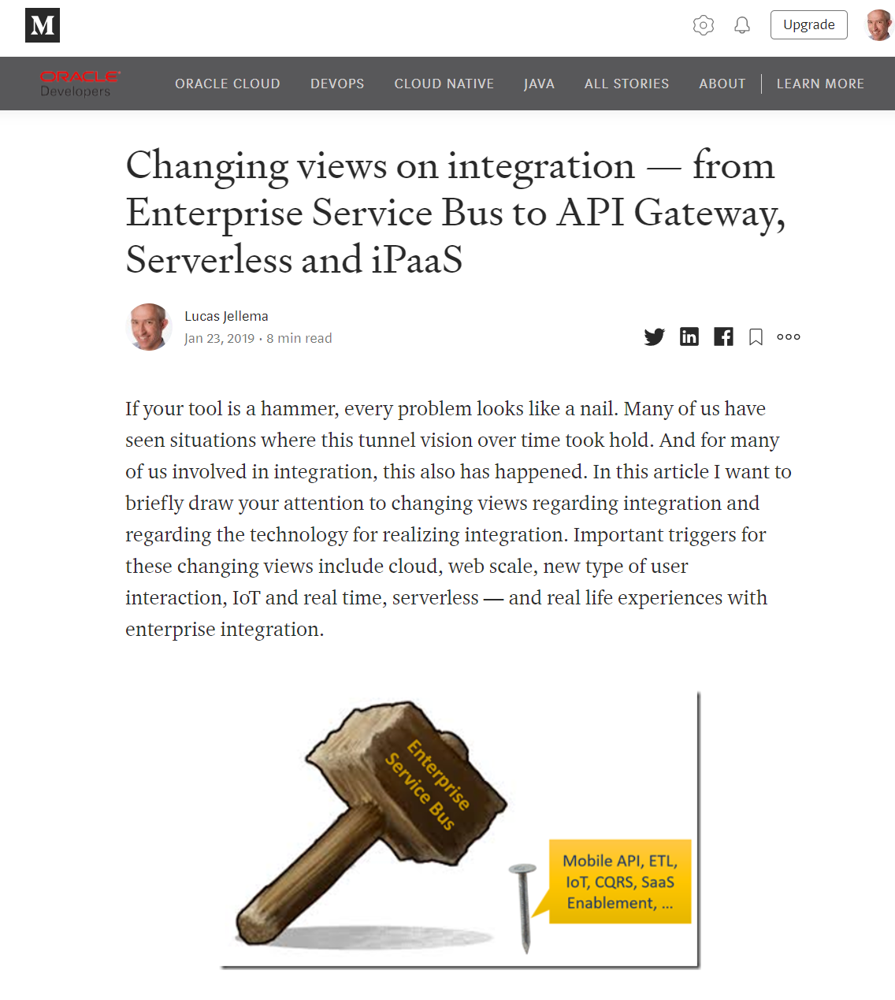 M
Upgrade
ORACLE
Developers
ORACLE CLOUD DEVOPS CLOUD NATIVE JAVA ALL STORIES ABOUT LEARN MORE
Changing views on integration — from
Enterprise Service Bus to API Gateway,
Serverless and iPaaS
Lucas Jellema
Jan 23, 2019 · 8 min read
If your tool is a hammer, every problem looks like a nail. Many of us have
seen situations where this tunnel vision over time took hold. And for many
of us involved in integration, this also has happened. In this article I want to
briefly draw your attention to changing views regarding integration and
regarding the technology for realizing integration. Important triggers for
these changing views include cloud, web scale, new type of user
interaction, IoT and real time, serverless — and real life experiences with
enterprise integration.
Enterprise
Service Bus
Mobile API, ETL,
IoT, CQRS, SaaS
Enablement, ...